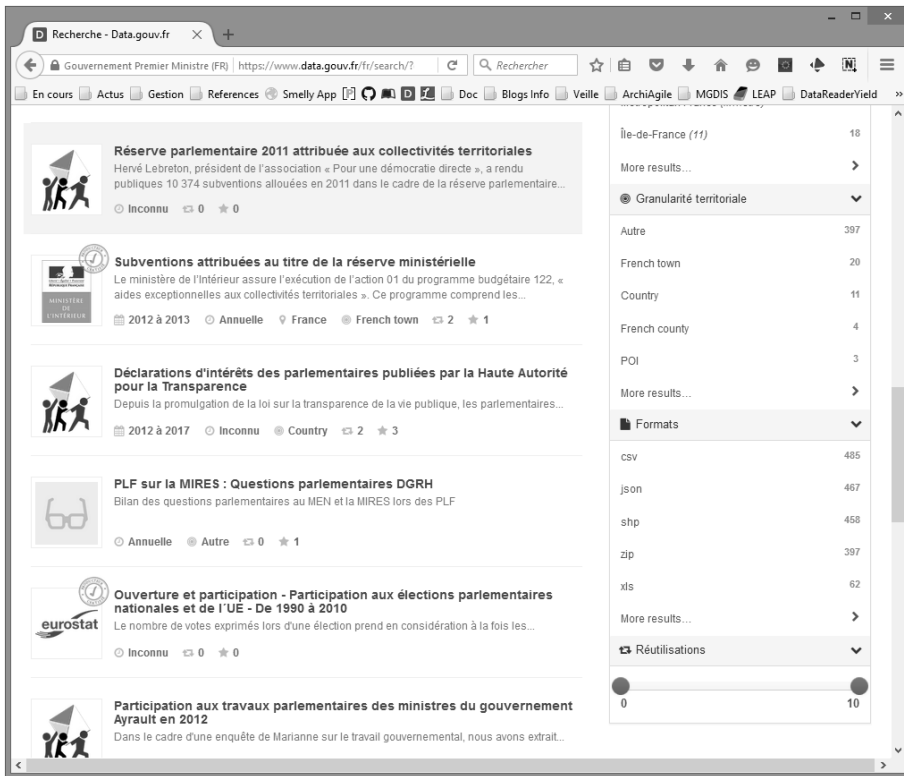 Recherche - Data.gouv.fr
Gouvernement Premier Ministre (FR) https://www.data.gouv.fr/fr/search/? Rechercher
En cours Actus Gestion References Smelly App Doc Blogs Info Veille ArchiAgile MGDIS LEAP DataReaderYield »
Réserve parlementaire 2011 attribuée aux collectivités territoriales
Hervé Lebreton, président de l'association « Pour une démocratie directe », a rendu
publiques 10 374 subventions allouées en 2011 dans le cadre de la réserve parlementaire...
Inconnu 0 0
Subventions attribuées au titre de la réserve ministérielle
Le ministère de l'Intérieur assure l'exécution de l'action 01 du programme budgétaire 122, «
aides exceptionnelles aux collectivités territoriales ». Ce programme comprend les...
2012 à 2013 Annuelle France French town 2 1
MINISTÈRE
DE
L'INTÉRIEUR
Déclarations d'intérêts des parlementaires publiées par la Haute Autorité
pour la Transparence
Depuis la promulgation de la loi sur la transparence de la vie publique, les parlementaires...
2012 à 2017 Inconnu Country 2 3
PLF sur la MIRES : Questions parlementaires DGRH
Bilan des questions parlementaires au MEN et la MIRES lors des PLF
Annuelle Autre 0 1
eurostat
Ouverture et participation - Participation aux élections parlementaires
nationales et de l´UE - De 1990 à 2010
Le nombre de votes exprimés lors d'une élection prend en considération à la fois les...
Inconnu 0 0
Participation aux travaux parlementaires des ministres du gouvernement
Ayrault en 2012
Dans le cadre d'une enquête de Marianne sur le travail gouvernemental, nous avons extrait...
Île-de-France (11) 18
More results...
Granularité territoriale
Autre 397
French town 20
Country 11
French county 4
POI 3
More results...
Formats
csv 485
json 467
shp 458
zip 397
xls 62
More results...
Réutilisations
0 10